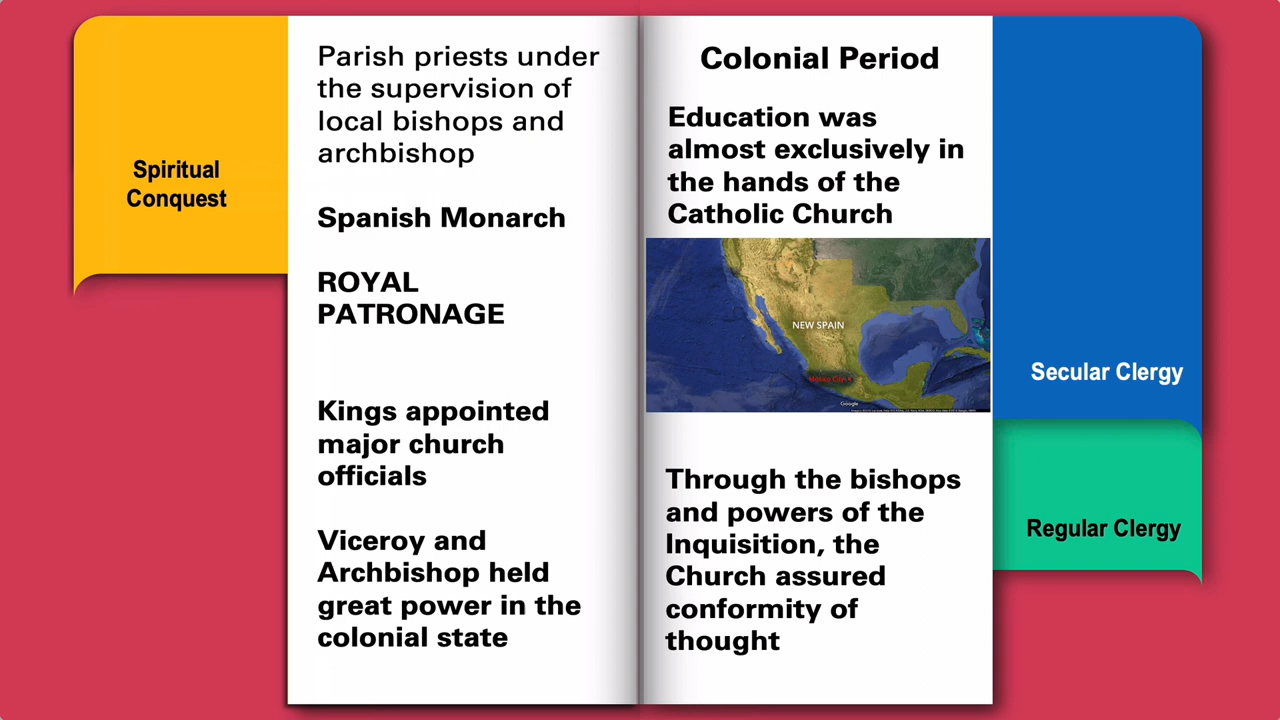 Spiritual
Conquest
Parish priests under
the supervision of
local bishops and
archbishop
Spanish Monarch
ROYAL
PATRONAGE
Kings appointed
major church
officials
Viceroy and
Archbishop held
great power in the
colonial state
Colonial Period
Education was
almost exclusively in
the hands of the
Catholic Church
NEW SPAIN
Google
Through the bishops
and powers of the
Inquisition, the
Church assured
conformity of
thought
Secular Clergy
Regular Clergy